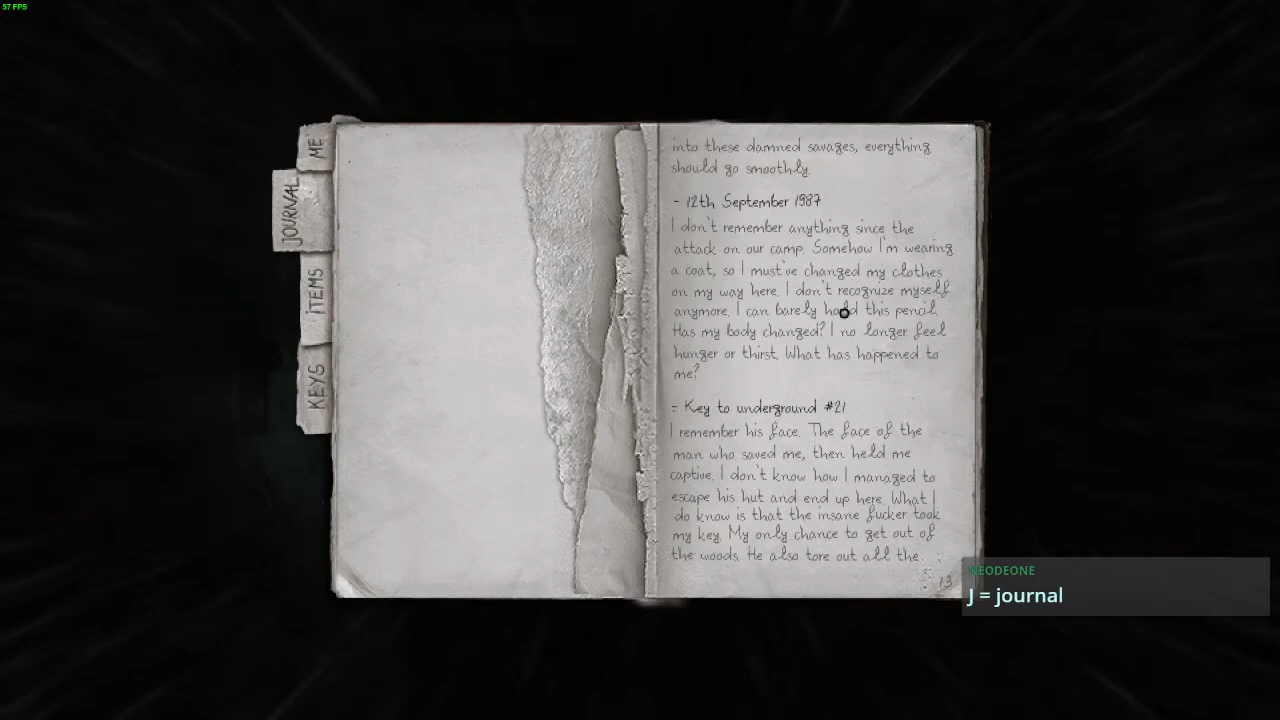 57 FPS
ME
JOURNAL
ITEMS
KEYS
into these damned savages, everything
should go smoothly.
- 12th September 1987
I don't remember anything since the
attack on our camp. Somehow I'm wearing
a coat, so I must've changed my clothes
on my way here. I don't recognize myself
anymore. I can barely hold this pencil.
Has my body changed? I no longer feel
hunger or thirst. What has happened to
me?
= Key to underground #21
I remember his face. The face of the
man who saved me, then held me
captive. I don't know how I managed to
escape his hut and end up here. What I
do know is that the insane fucker took
my key. My only chance to get out of
the woods. He also tore out all the
13
NEODEONE
J = journal